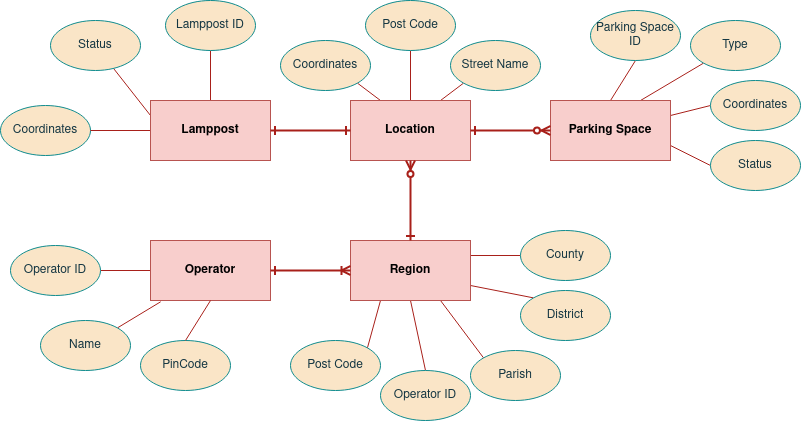 Lamppost ID
Status
Coordinates
Lamppost
Post Code
Coordinates
Street Name
Location
Parking Space
ID
Type
Coordinates
Status
Parking Space
Operator ID
Name
PinCode
Operator
Region
County
District
Post Code
Operator ID
Parish